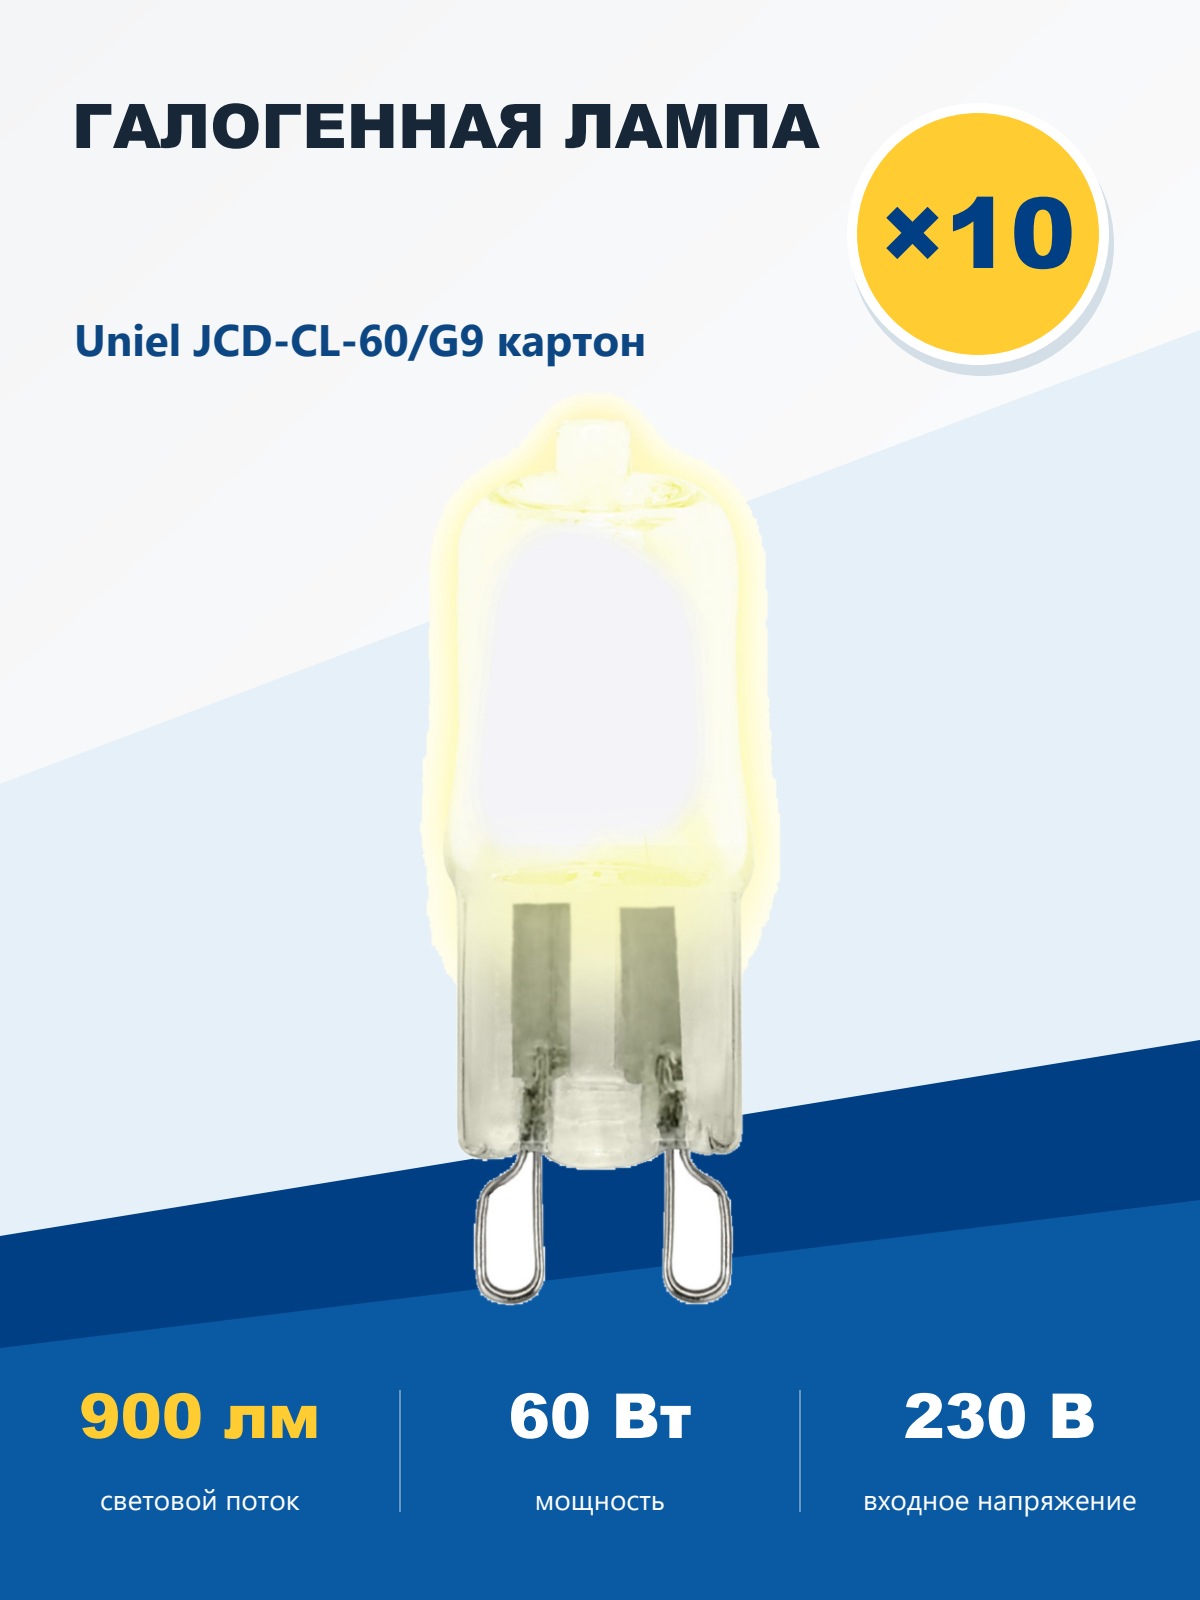 ГАЛОГЕННАЯ ЛАМПА
×10
Uniel JCD-CL-60/G9 картон
900 лм
световой поток
60 Вт
мощность
230 В
входное напряжение